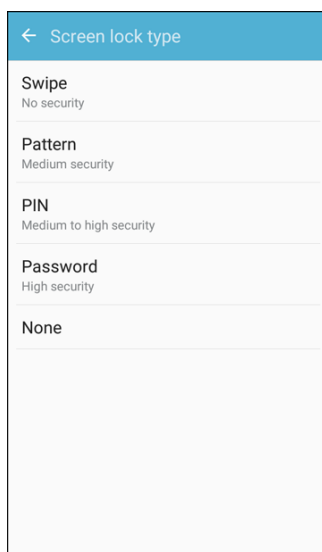 Screen lock type
Swipe
No security
Pattern
Medium security
PIN
Medium to high security
Password
High security
None